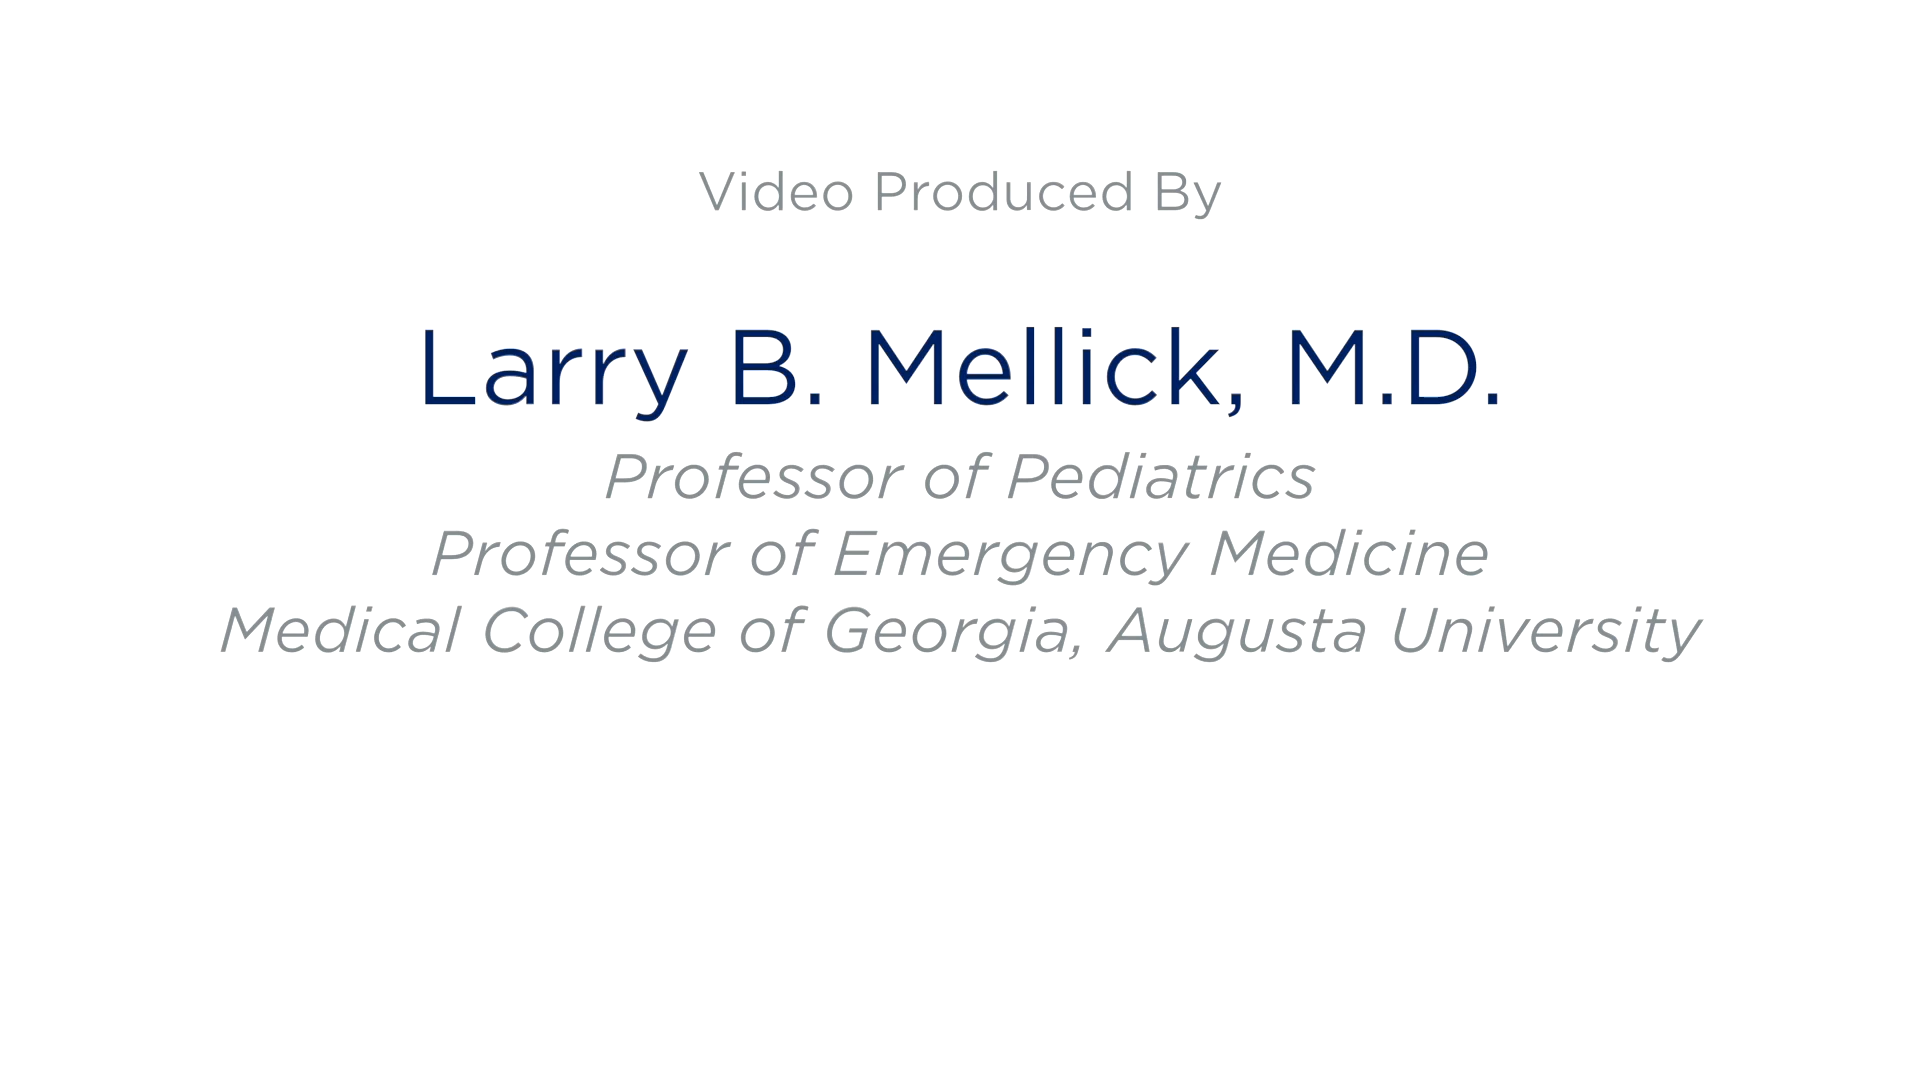 Video Produced By
Larry B. Mellick, M.D.
Professor of Pediatrics
Professor of Emergency Medicine
Medical College of Georgia, Augusta University